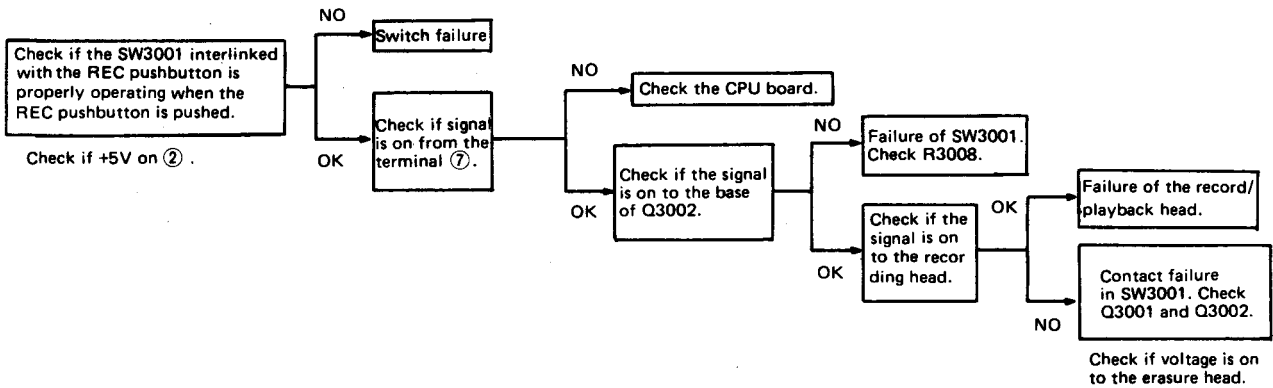 NO
Switch failure
Check if the SW3001 interlinked
with the REC pushbutton is
properly operating when the
REC pushbutton is pushed.
Check if +5V on ② .
OK
Check if signal
is on from the
terminal ⑦ .
NO
Check the CPU board.
OK
Check if the signal
is on to the base
of Q3002.
NO
Failure of SW3001.
Check R3008.
OK
Check if the
signal is on
to the recor
ding head.
OK
Failure of the record/
playback head.
NO
Contact failure
in SW3001. Check
Q3001 and Q3002.
Check if voltage is on
to the erasure head.